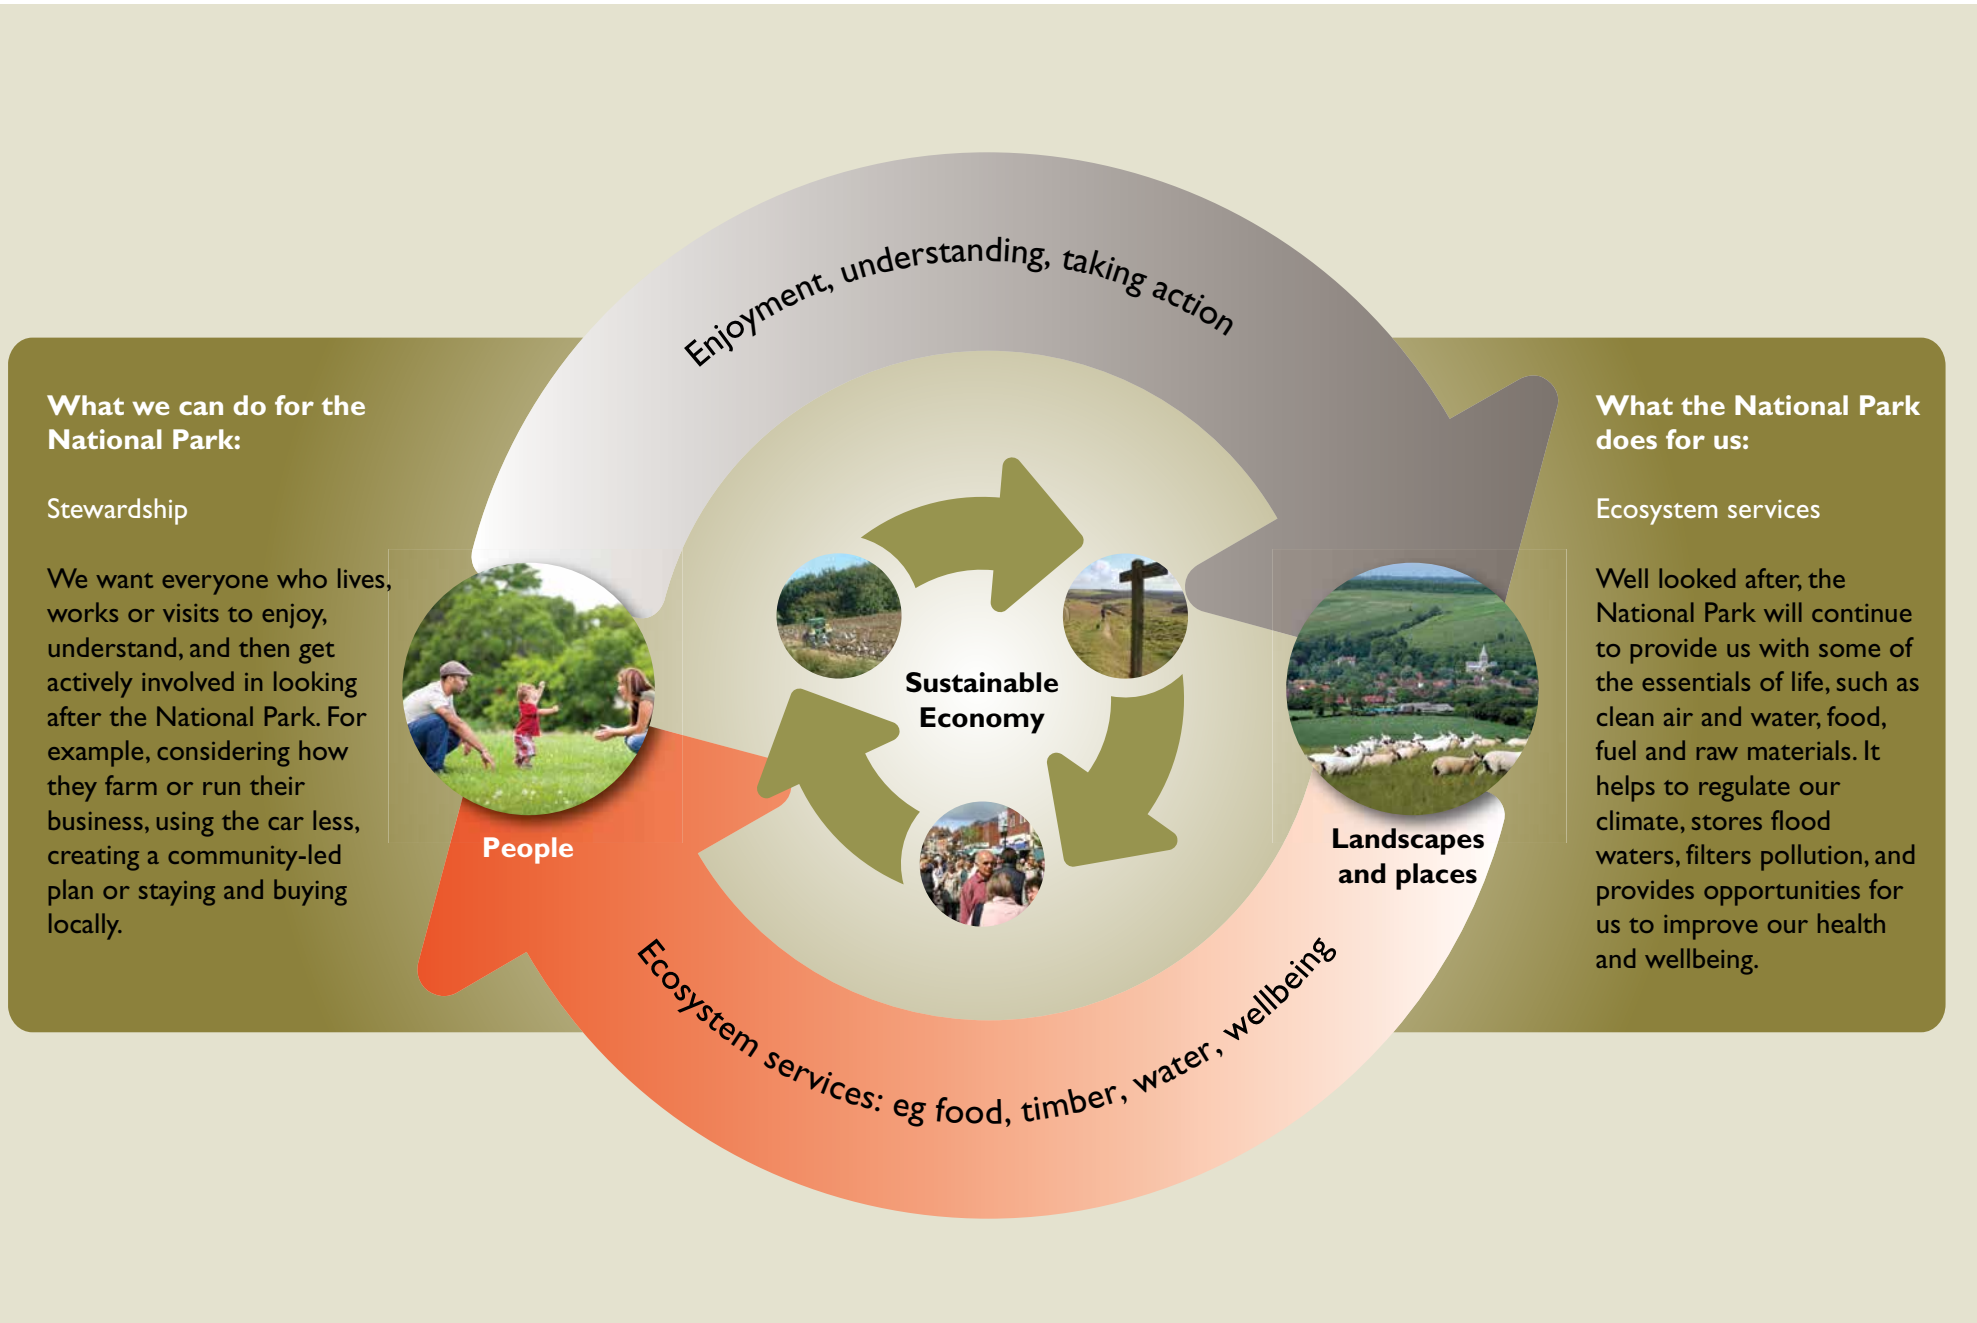 Enjoyment, understanding, taking action
What we can do for the
National Park:
Stewardship
We want everyone who lives,
works or visits to enjoy,
understand, and then get
actively involved in looking
after the National Park. For
example, considering how
they farm or run their
business, using the car less,
creating a community-led
plan or staying and buying
locally.
People
Sustainable
Economy
Landscapes
and places
What the National Park
does for us:
Ecosystem services
Well looked after, the
National Park will continue
to provide us with some of
the essentials of life, such as
clean air and water, food,
fuel and raw materials. It
helps to regulate our
climate, stores flood
waters, filters pollution, and
provides opportunities for
us to improve our health
and wellbeing.
Ecosystem services: eg food, timber, water, wellbeing